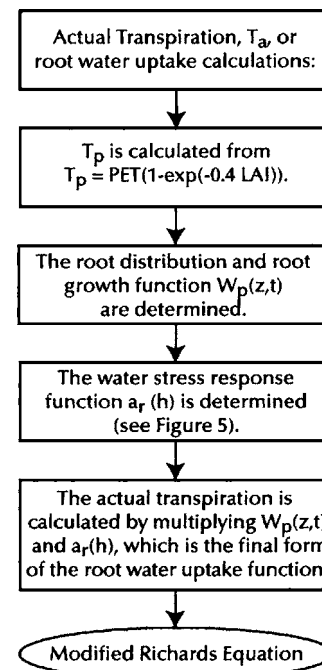 Actual Transpiration, Ta, or
root water uptake calculations:
Tp is calculated from
Tp = PET(1-exp(-0.4 LAI)).
The root distribution and root
growth function Wp(z,t)
are determined.
The water stress response
function ar (h) is determined
(see Figure 5).
The actual transpiration is
calculated by multiplying Wp(z,t)
and ar(h), which is the final form
of the root water uptake function
Modified Richards Equation